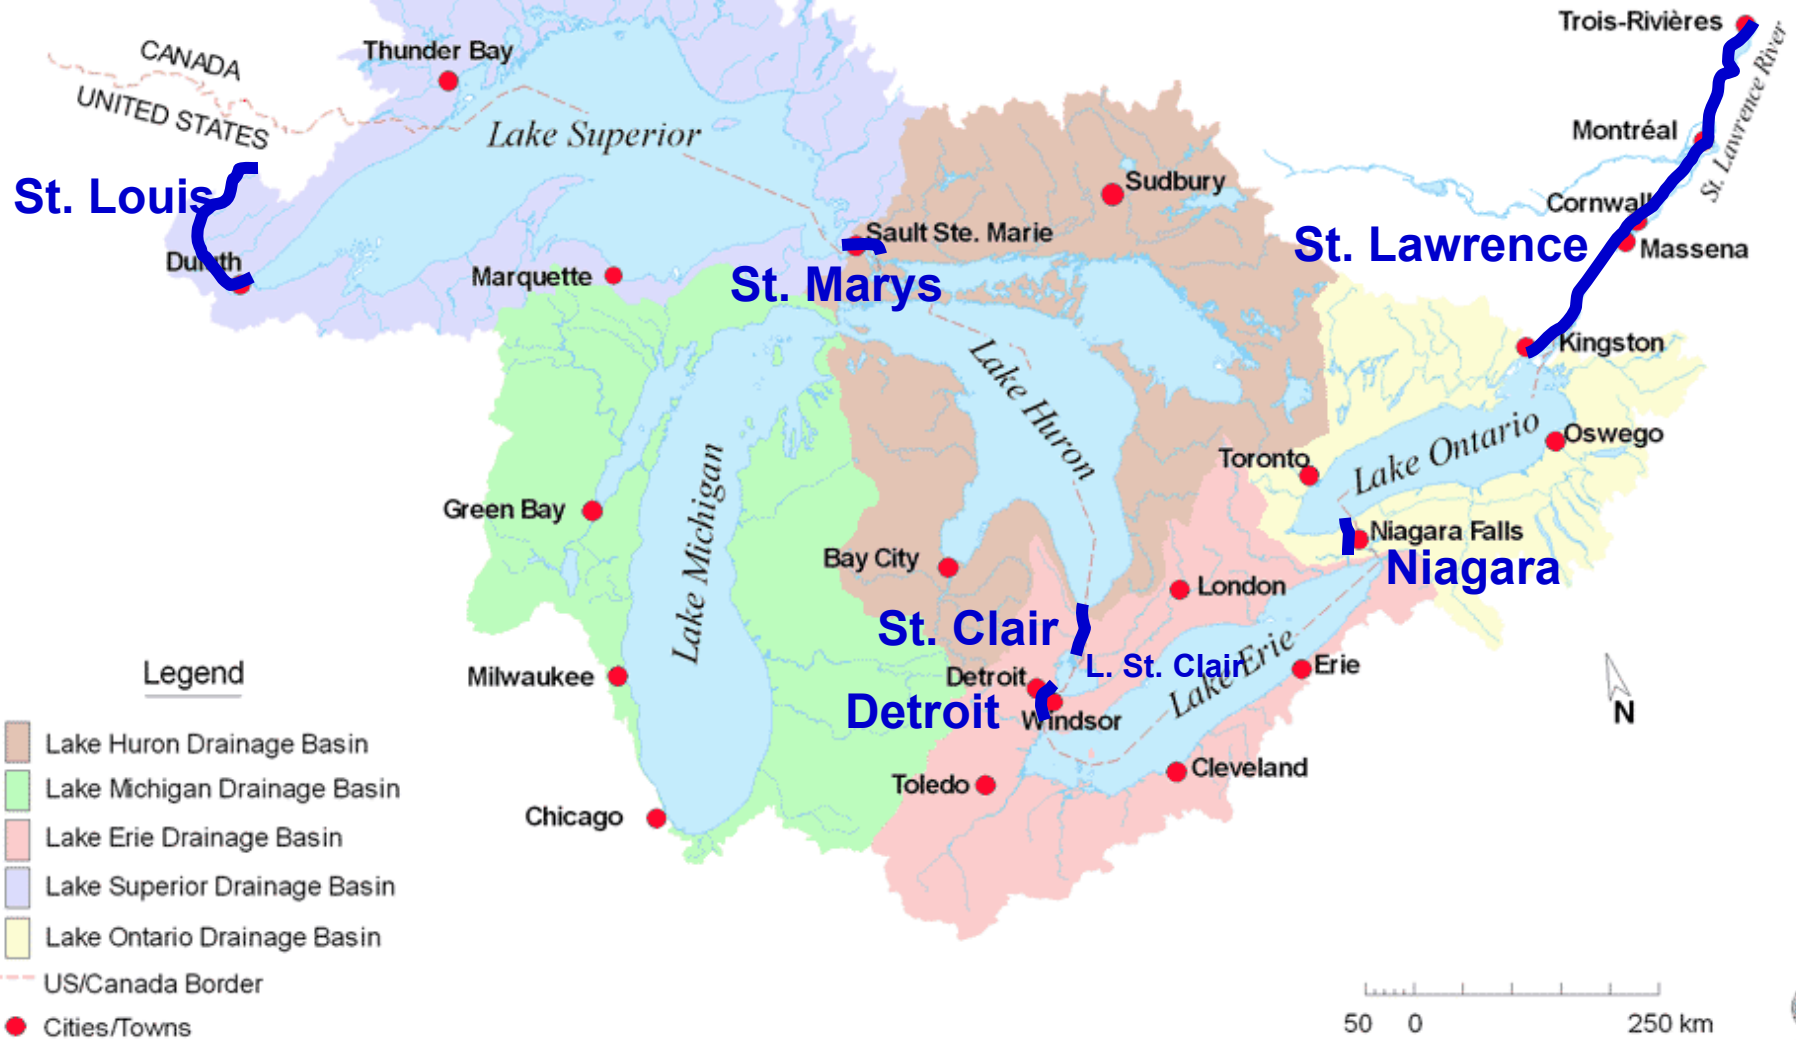 Trois-Rivières
CANADA
Thunder Bay
UNITED STATES
Lake Superior
St. Lawrence River
Montréal
Sudbury
St. Louis
Cornwall
Sault Ste. Marie
St. Lawrence
Massena
Duluth
Marquette
St. Marys
Kingston
Lake Huron
Lake Ontario
Oswego
Toronto
Lake Michigan
Green Bay
Niagara Falls
Bay City
Niagara
London
St. Clair
L. St. Clair
Lake Erie
Erie
Milwaukee
Detroit
Detroit
Windsor
Cleveland
Toledo
Chicago
N
Legend
Lake Huron Drainage Basin
Lake Michigan Drainage Basin
Lake Erie Drainage Basin
Lake Superior Drainage Basin
Lake Ontario Drainage Basin
US/Canada Border
Cities/Towns
50 0 250 km